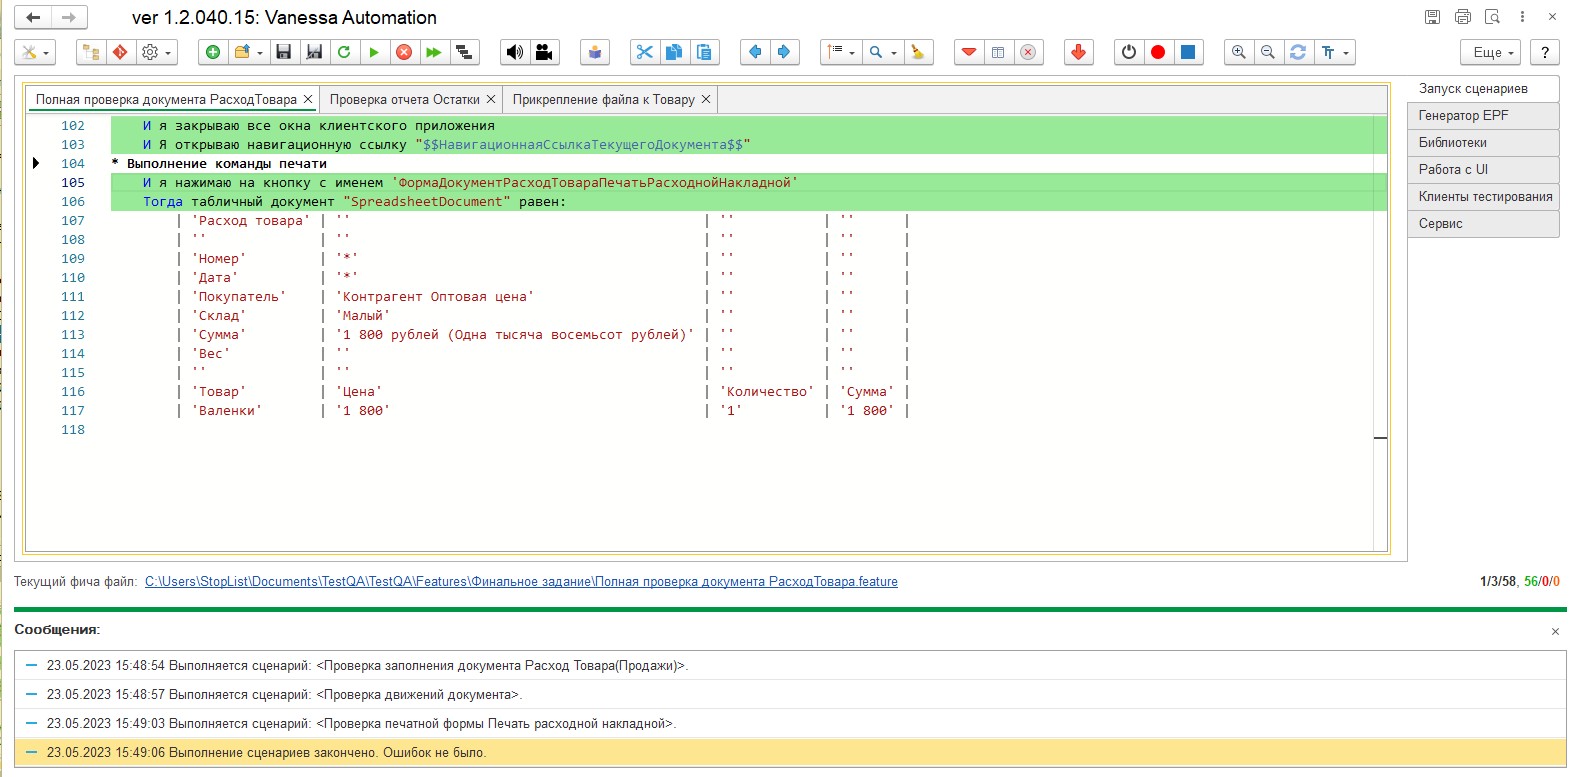 ver 1.2.040.15: Vanessa Automation
Еще
?
Полная проверка документа РасходТовара
Проверка отчета Остатки
Прикрепление файла к Товару
Запуск сценариев
Генератор EPF
Библиотеки
Работа с UI
Клиенты тестирования
Сервис
102 И я закрываю все окна клиентского приложения
103 И Я открываю навигационную ссылку "$$НавигационнаяСсылкаТекущегоДокумента$$"
104 * Выполнение команды печати
105 И я нажимаю на кнопку с именем 'ФормаДокументРасходТовараПечатьРасходнойНакладной'
106 Тогда табличный документ "SpreadsheetDocument" равен:
107 | 'Расход товара' | '' | '' | '' |
108 | '' | '' | '' | '' |
109 | 'Номер' | '*' | '' | '' |
110 | 'Дата' | '*' | '' | '' |
111 | 'Покупатель' | 'Контрагент Оптовая цена' | '' | '' |
112 | 'Склад' | 'Малый' | '' | '' |
113 | 'Сумма' | '1 800 рублей (Одна тысяча восемьсот рублей)' | '' | '' |
114 | 'Вес' | '' | '' | '' |
115 | '' | '' | '' | '' |
116 | 'Товар' | 'Цена' | 'Количество' | 'Сумма' |
117 | 'Валенки' | '1 800' | '1' | '1 800' |
118
Текущий фича файл: C:\Users\StopList\Documents\TestQA\TestQA\Features\Финальное задание\Полная проверка документа РасходТовара.feature
1/3/58, 56/0/0
Сообщения:
23.05.2023 15:48:54 Выполняется сценарий: <Проверка заполнения документа Расход Товара(Продажи)>.
23.05.2023 15:48:57 Выполняется сценарий: <Проверка движений документа>.
23.05.2023 15:49:03 Выполняется сценарий: <Проверка печатной формы Печать расходной накладной>.
23.05.2023 15:49:06 Выполнение сценариев закончено. Ошибок не было.